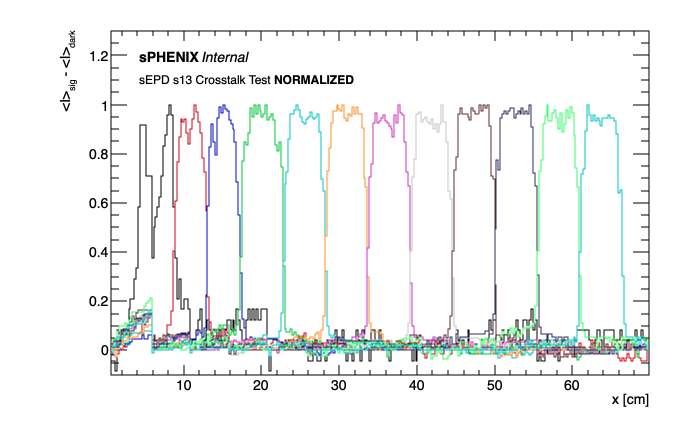 <I>sig - <I>dark
sPHENIX Internal
sEPD s13 Crosstalk Test NORMALIZED
1.2
1
0.8
0.6
0.4
0.2
0
10 20 30 40 50 60
x [cm]